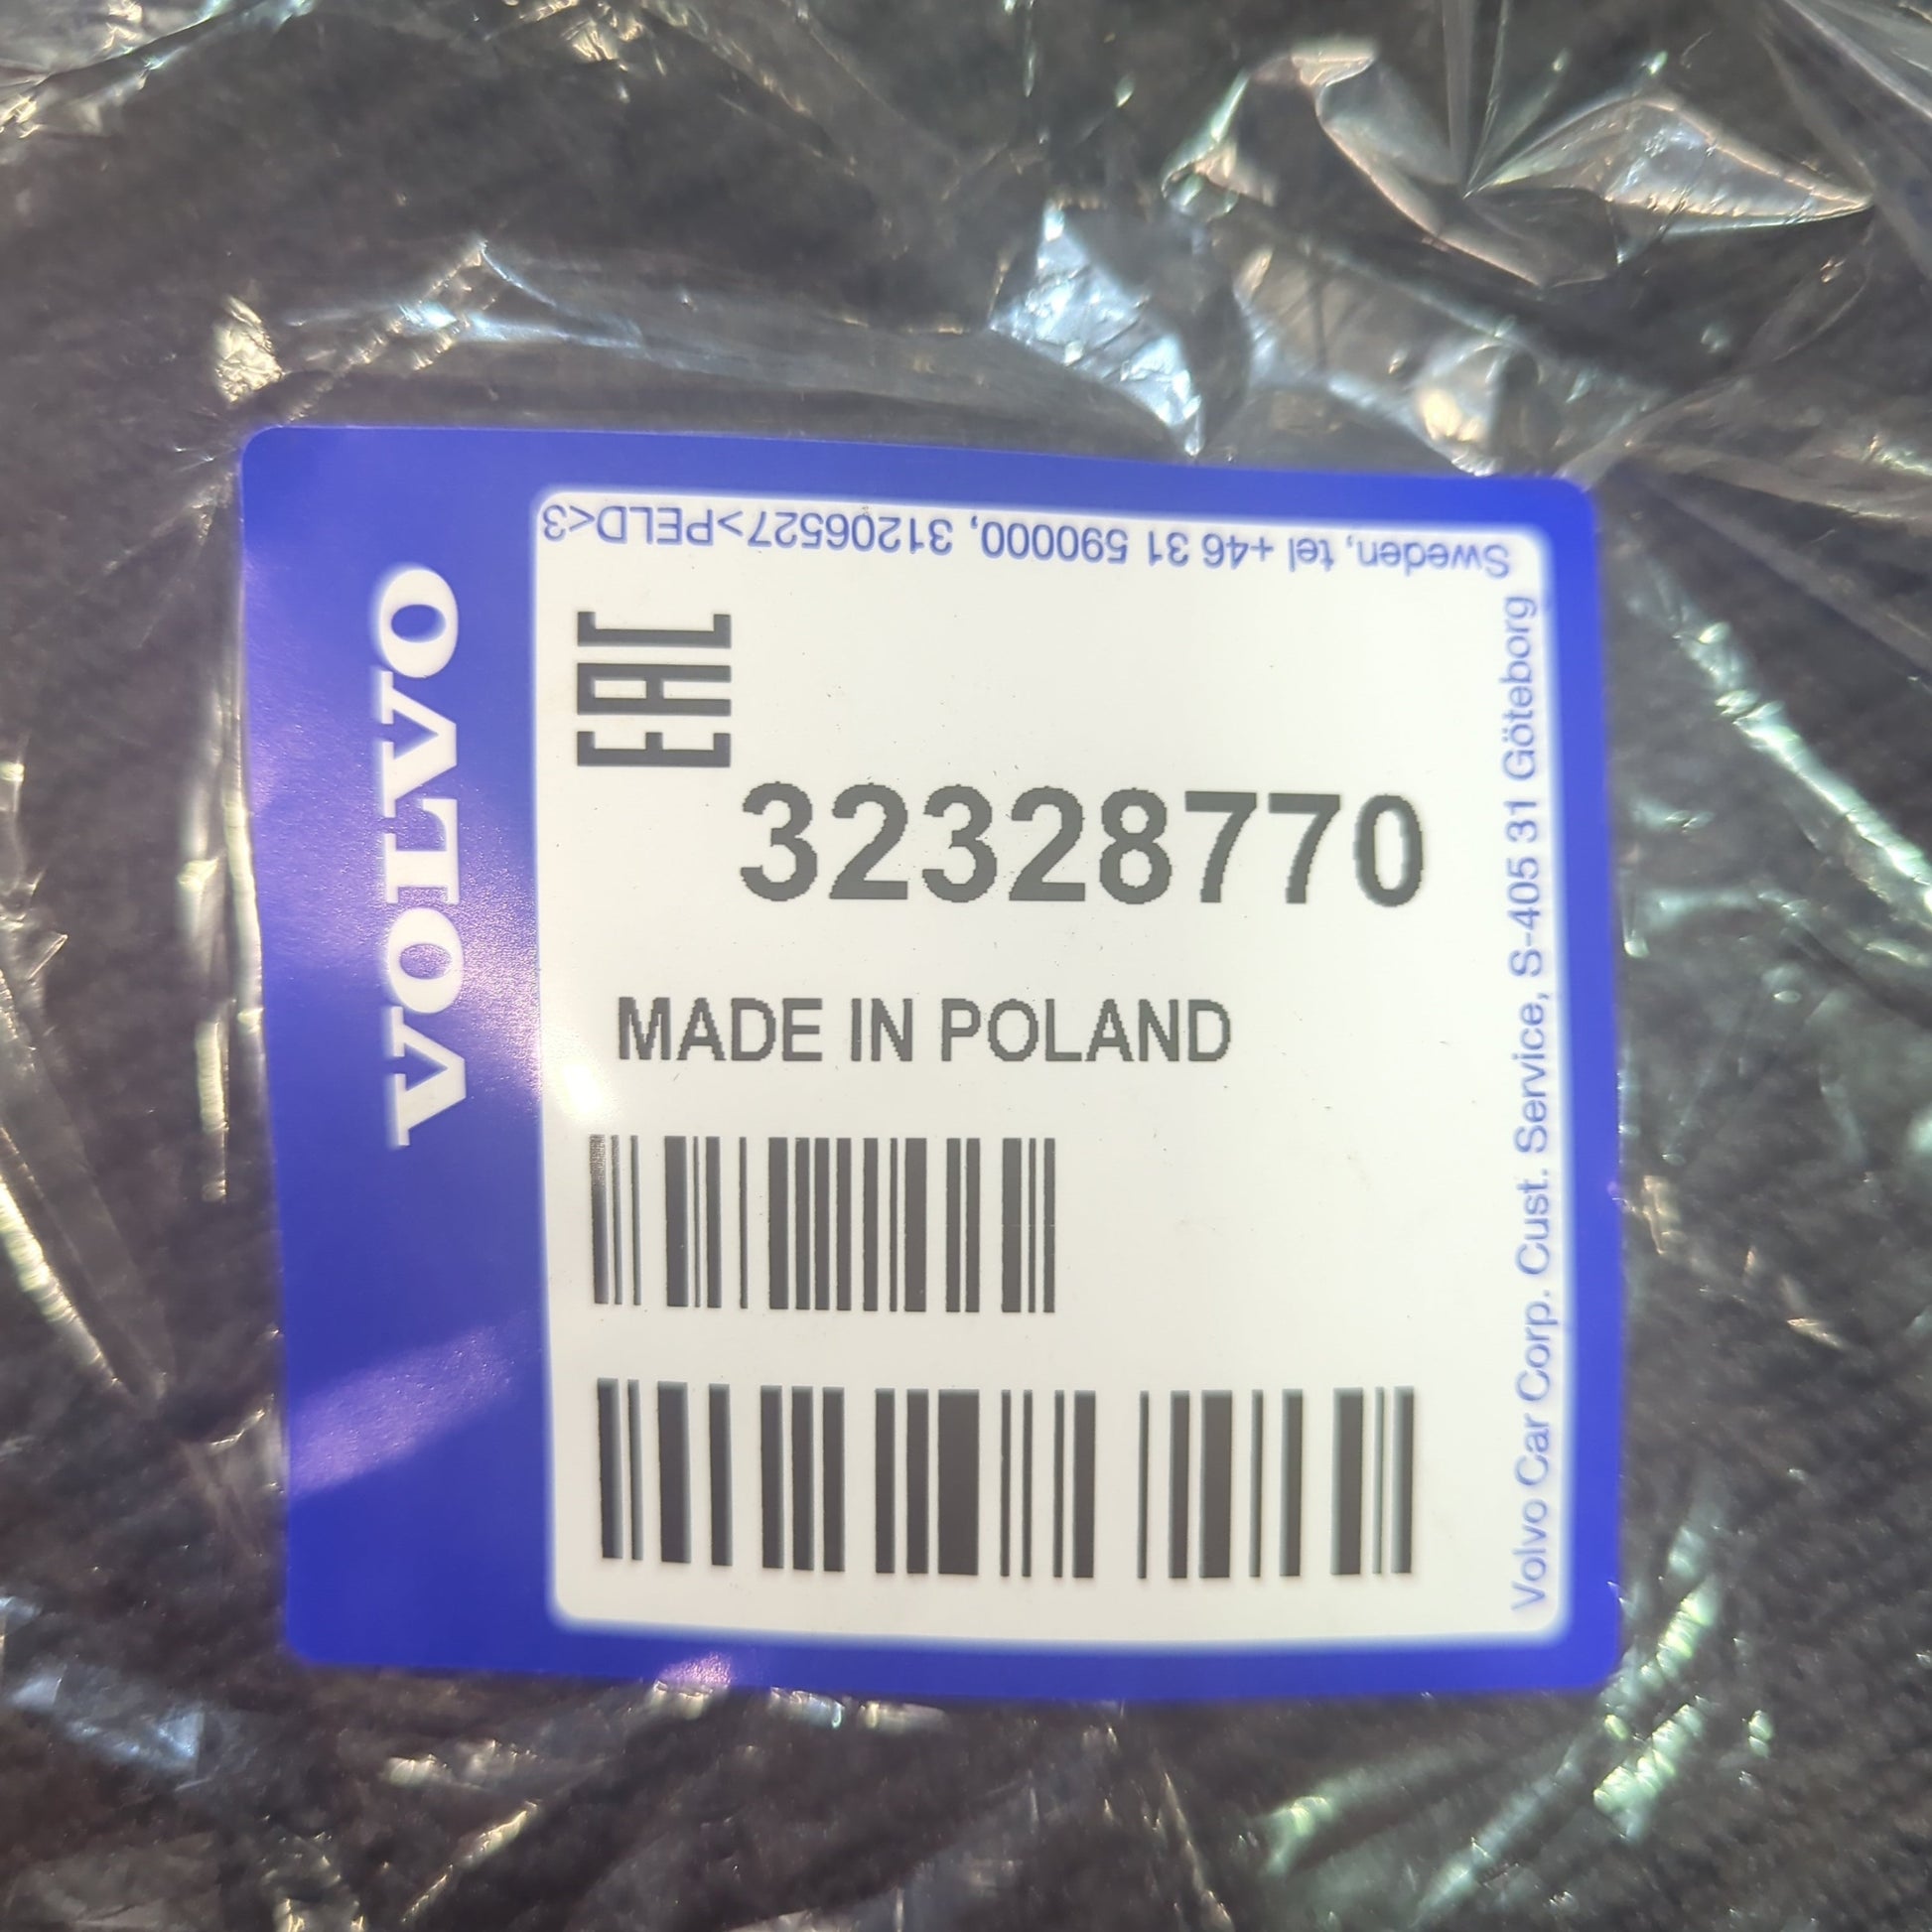 VOLVO
EAC
32328770
MADE IN POLAND
Volvo Car Corp. Cust. Service, S-405 31 Göteborg
Sweden, tel +46 31 590000, 31206527>PELD<3